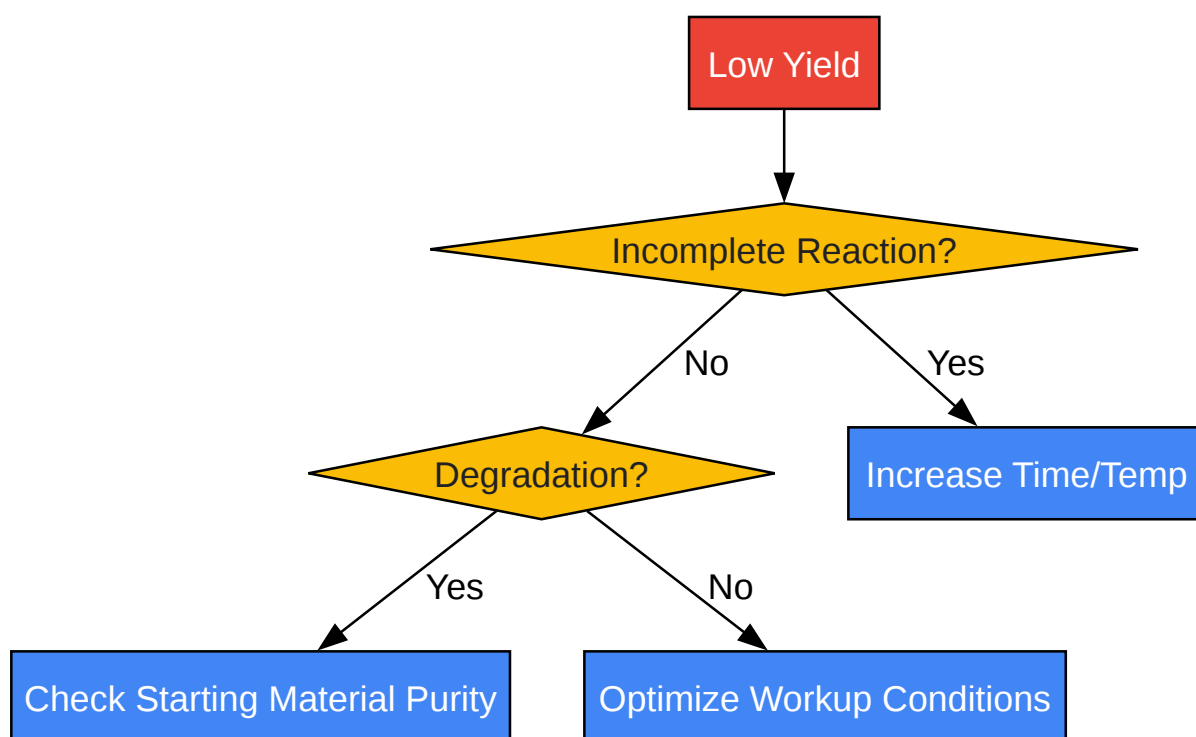 Low Yield
Incomplete Reaction?
No
Yes
Degradation?
Increase Time/Temp
Yes
No
Check Starting Material Purity
Optimize Workup Conditions